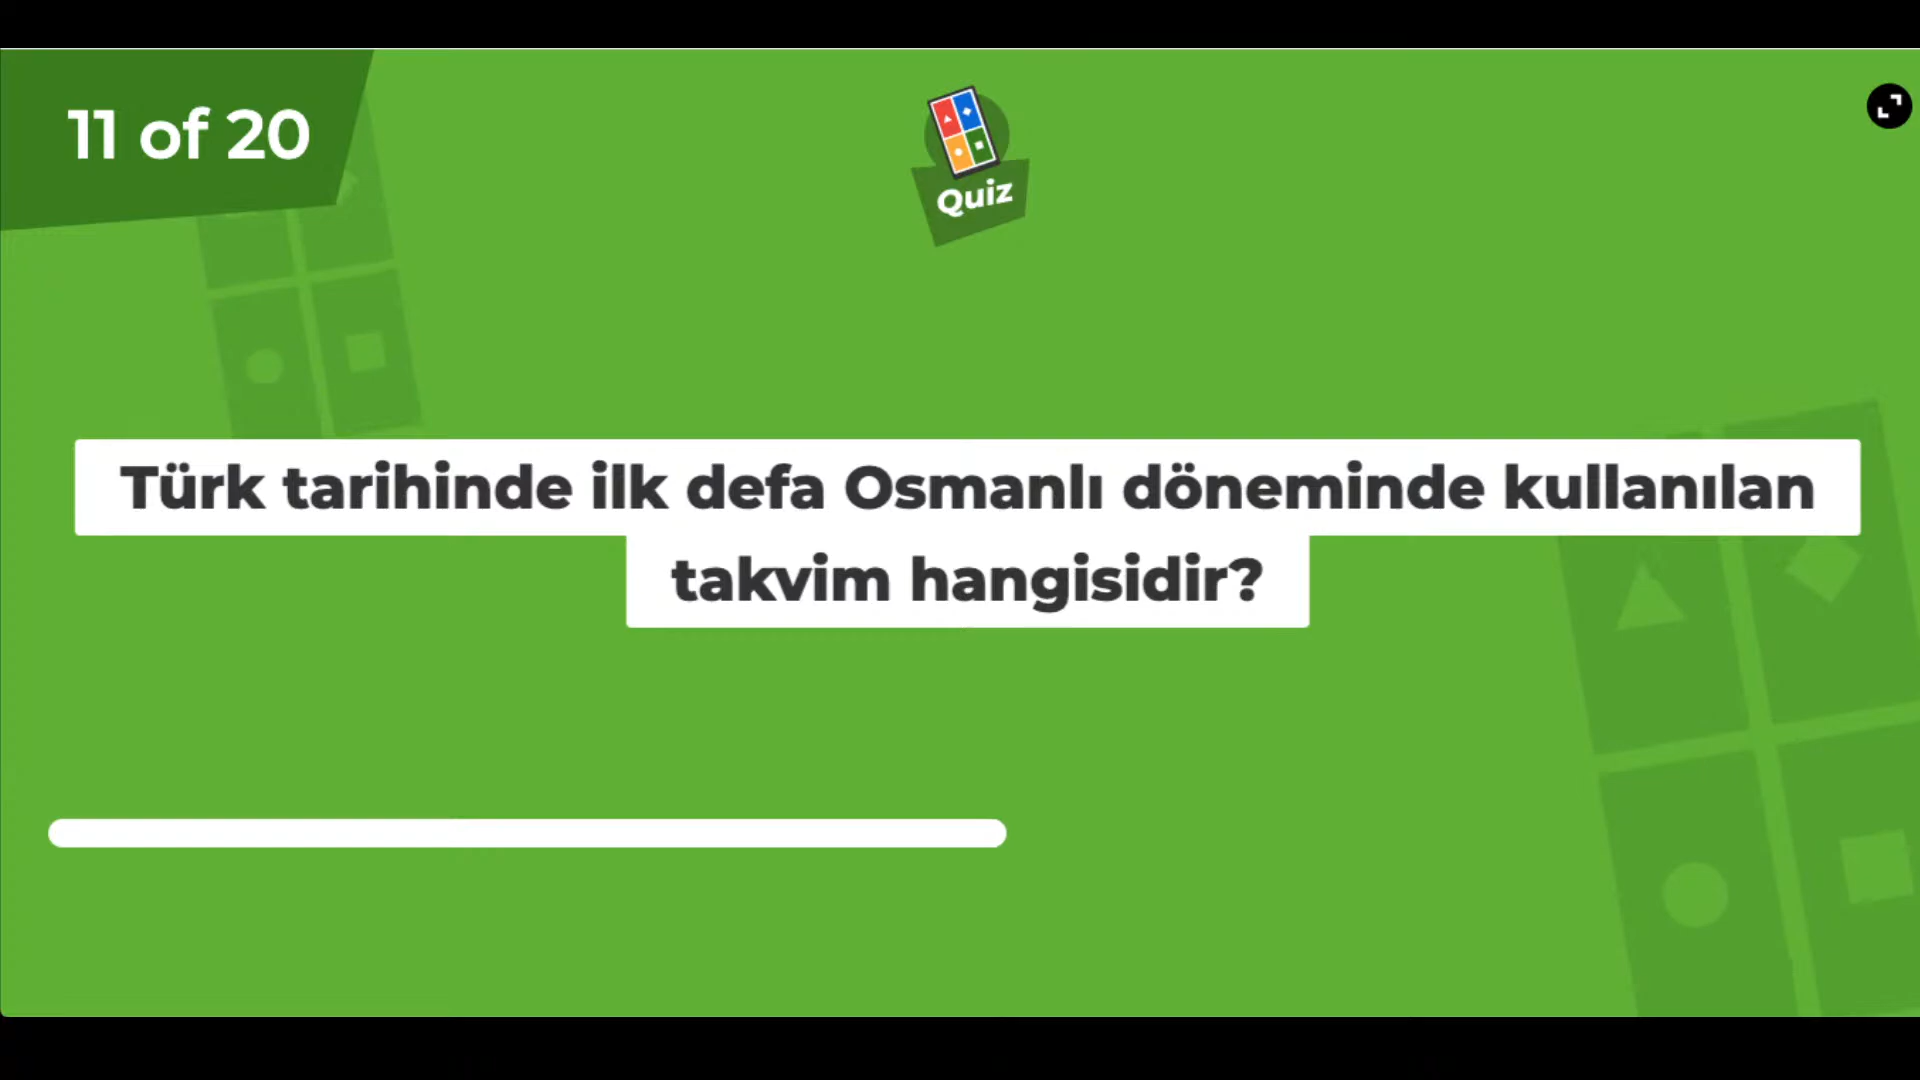 11 of 20
Quiz
Türk tarihinde ilk defa Osmanlı döneminde kullanılan
takvim hangisidir?